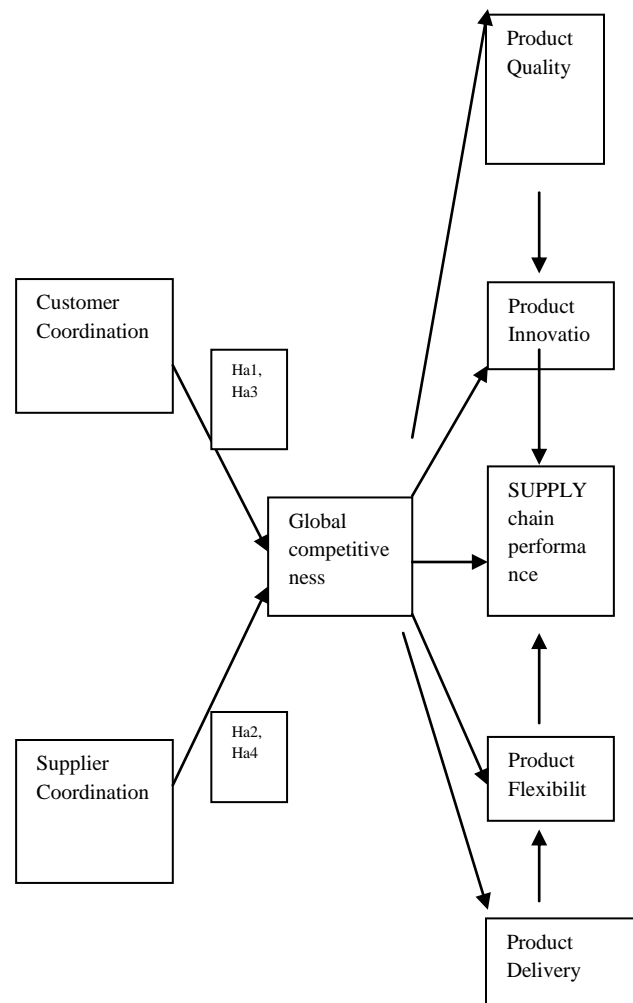 Product
Quality
Customer
Coordination
Product
Innovatio
Ha1,
Ha3
SUPPLY
chain
performa
nce
Global
competitive
ness
Ha2,
Ha4
Supplier
Coordination
Product
Flexibilit
Product
Delivery